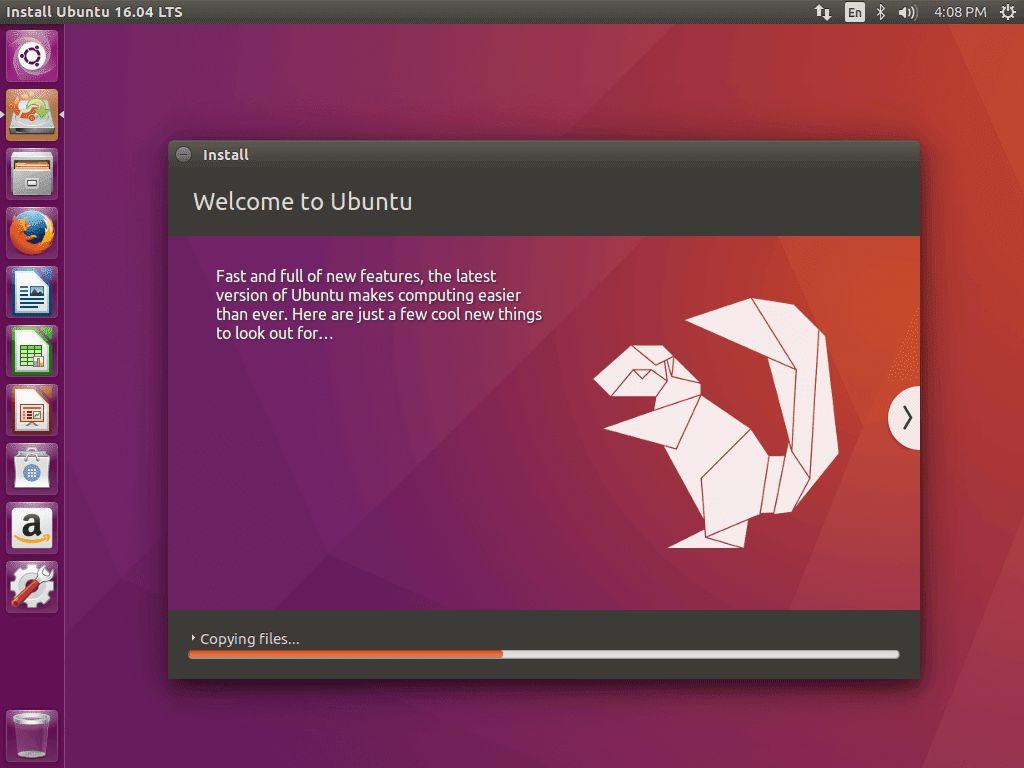 Install Ubuntu 16.04 LTS
En
4:08 PM
Install
Welcome to Ubuntu
Fast and full of new features, the latest
version of Ubuntu makes computing easier
than ever. Here are just a few cool new things
to look out for…
a
Copying files...